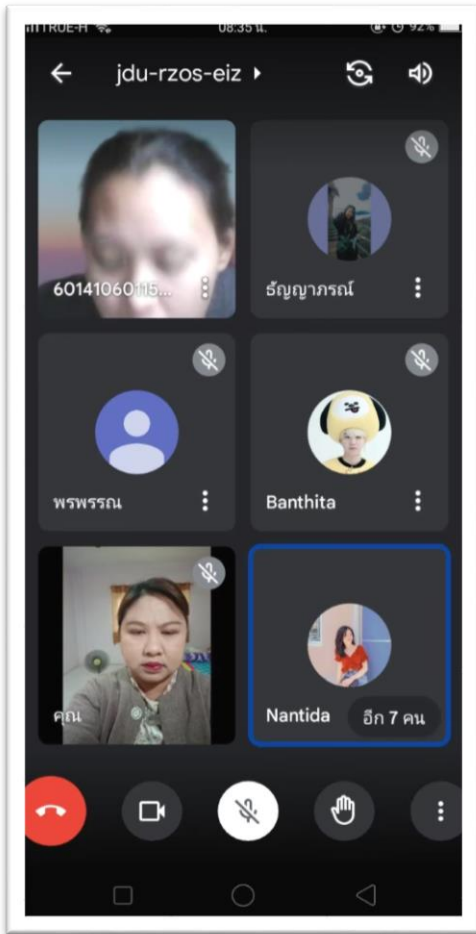 TRUE-H 08:35 น. 92%
jdu-rzos-eiz
60141060115...
ธัญญาภรณ์
พรพรรณ
Banthita
คุณ
Nantida
อีก 7 คน